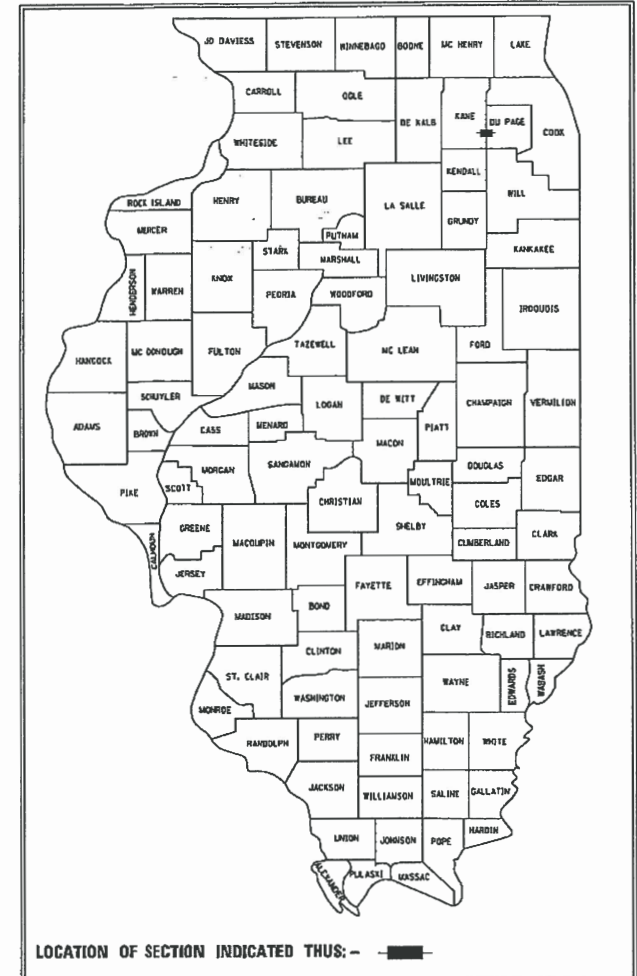 JO DAVIESS STEVENSON WINNEBAGO BOONE MC HENRY LAKE
CARROLL OGLE
DE KALB KANE DU PAGE COOK
WHITESIDE LEE
KENDALL WILL
ROCK ISLAND HENRY BUREAU LA SALLE
GRUNDY
MERCER PUTNAM
STARK MARSHALL KANKAKEE
HENDERSON WARREN KNOX PEORIA WOODFORD LIVINGSTON IROQUOIS
HANCOCK MC DONOUGH FULTON TAZEWELL MC LEAN FORD
SCHUYLER MASON LOGAN DE WITT CHAMPAIGN VERMILION
ADAMS BROWN CASS MENARD PIATT
MACON
PIKE SCOTT MORGAN SANGAMON CHRISTIAN MOULTRIE DOUGLAS EDGAR
COLES
CALHOUN GREENE MACOUPIN MONTGOMERY SHELBY
CUMBERLAND CLARK
JERSEY FAYETTE EFFINGHAM JASPER CRAWFORD
MADISON BOND
CLAY RICHLAND LAWRENCE
CLINTON MARION
ST. CLAIR WAYNE EDWARDS WABASH
WASHINGTON JEFFERSON
MONROE
RANDOLPH PERRY HAMILTON WHITE
FRANKLIN
JACKSON WILLIAMSON SALINE GALLATIN
UNION JOHNSON POPE HARDIN
ALEXANDER PULASKI MASSAC
LOCATION OF SECTION INDICATED THUS: –